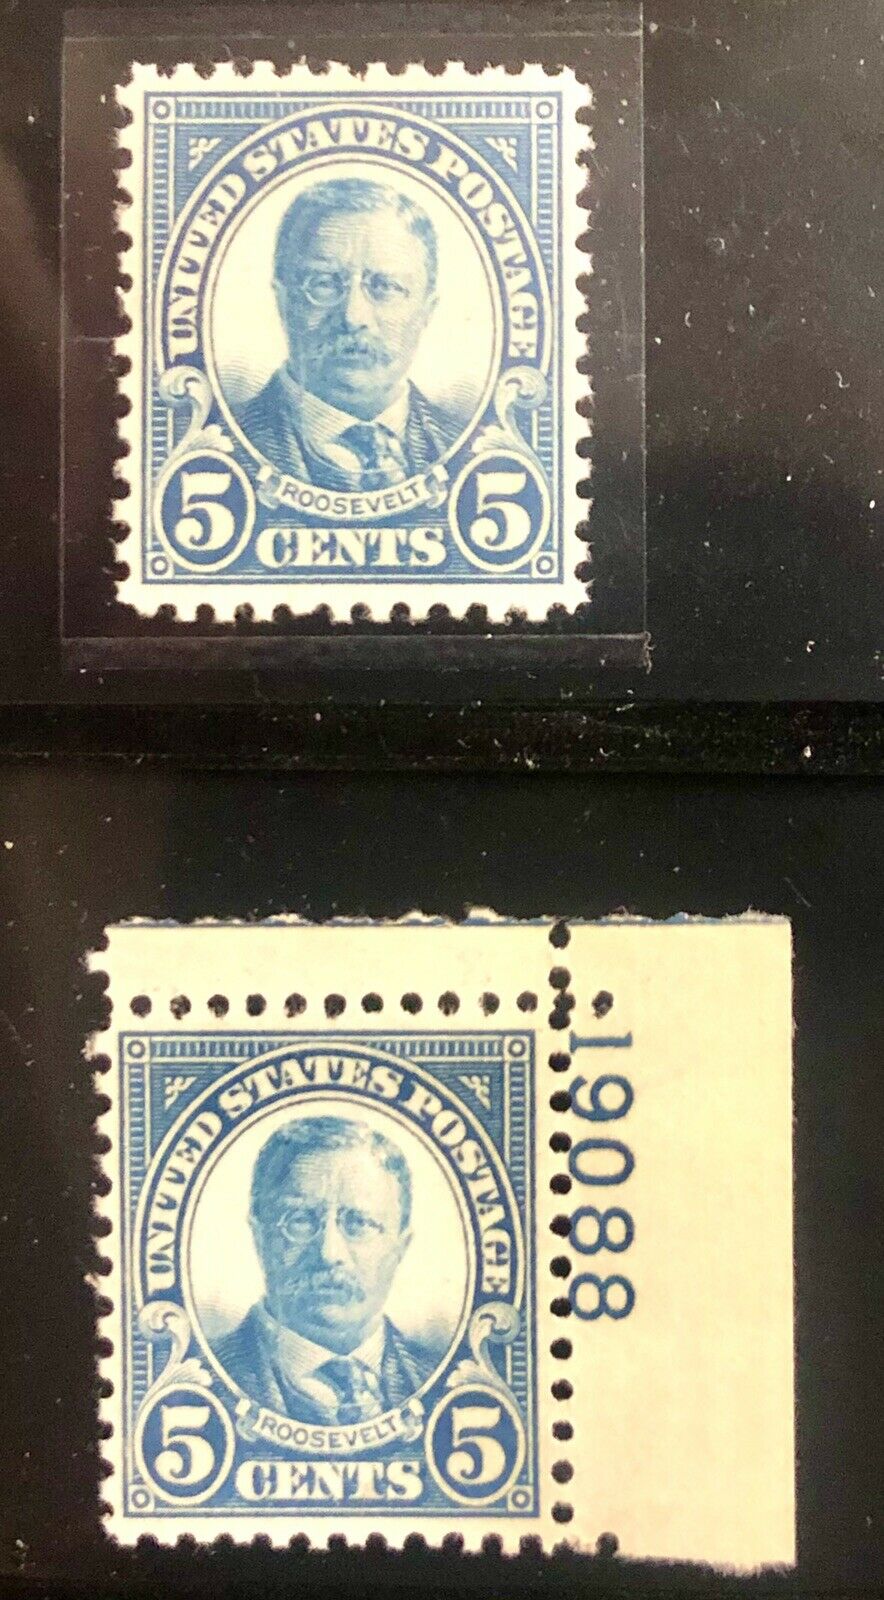 UNITED STATES POSTAGE
ROOSEVELT
5 CENTS 5
19088
UNITED STATES POSTAGE
ROOSEVELT
5 CENTS 5